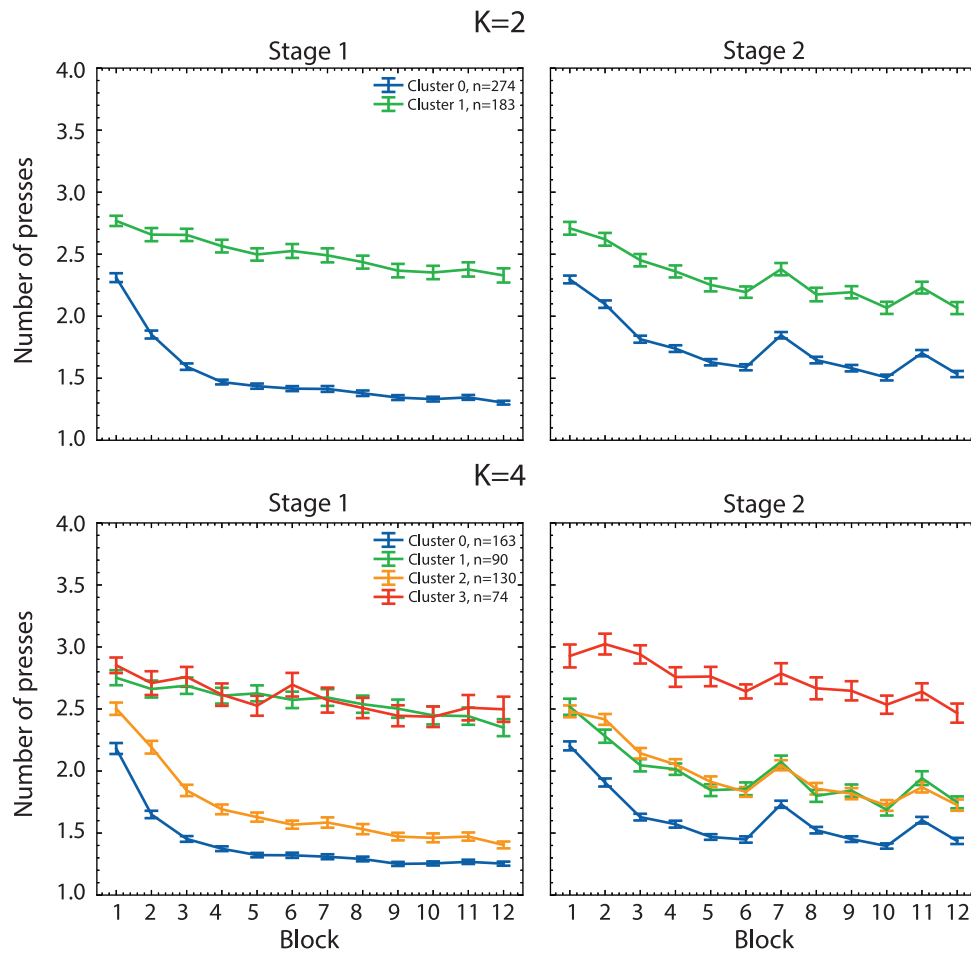 K=2
Stage 1
Stage 2
Number of presses
4.0
3.5
3.0
2.5
2.0
1.5
1.0
Cluster 0, n=274
Cluster 1, n=183
K=4
Stage 1
Stage 2
Number of presses
4.0
3.5
3.0
2.5
2.0
1.5
1.0
Cluster 0, n=163
Cluster 1, n=90
Cluster 2, n=130
Cluster 3, n=74
1 2 3 4 5 6 7 8 9 10 11 12
1 2 3 4 5 6 7 8 9 10 11 12
Block
Block